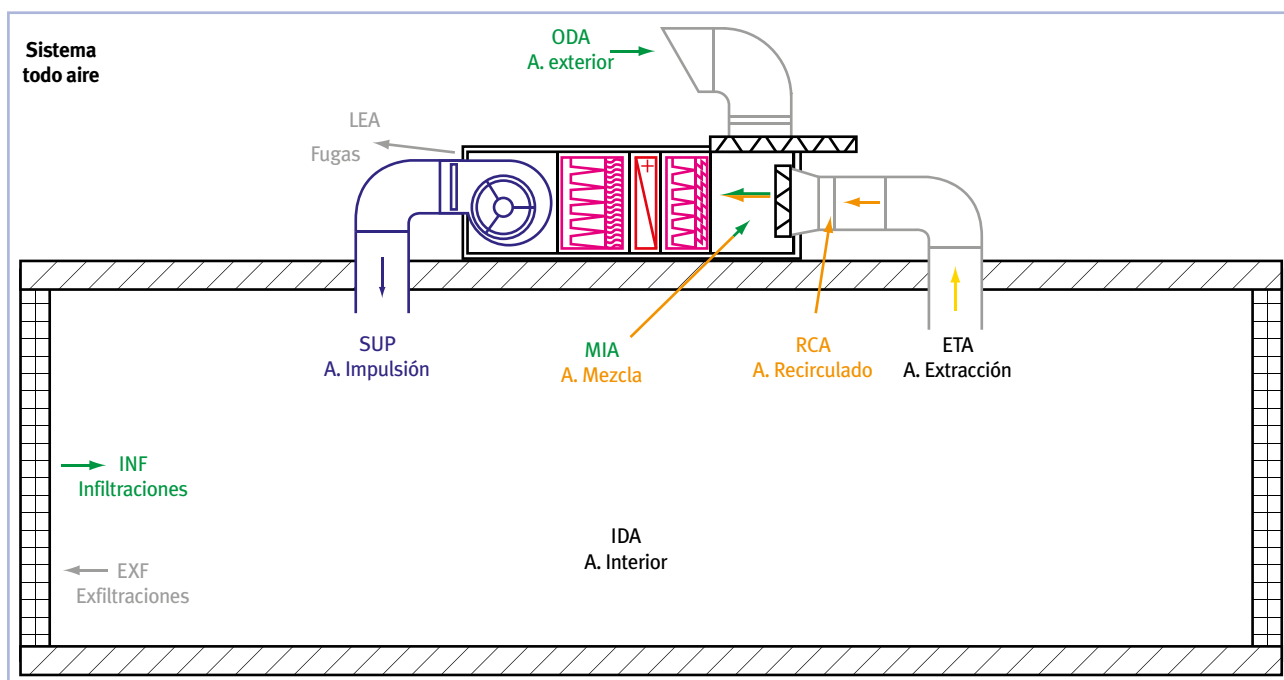 Sistema
todo aire
ODA
A. exterior
LEA
Fugas
+
SUP
A. Impulsión
MIA
A. Mezcla
RCA
A. Recirculado
ETA
A. Extracción
INF
Infiltraciones
IDA
A. Interior
EXF
Exfiltraciones